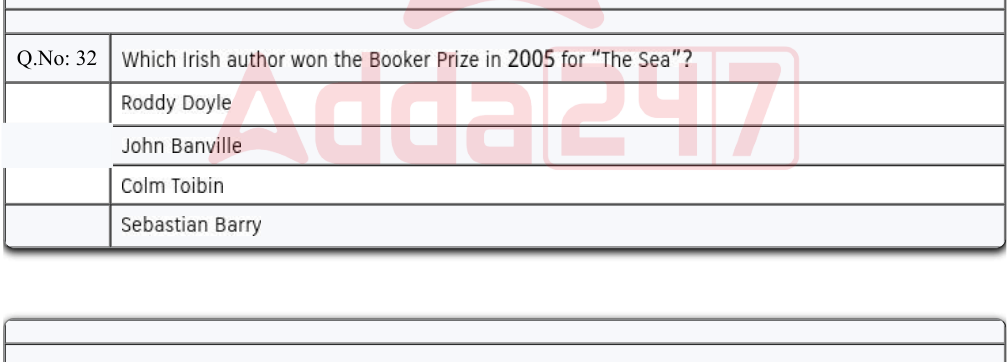 Q.No: 32 Which Irish author won the Booker Prize in 2005 for “The Sea”?
Roddy Doyle
John Banville
Colm Toibin
Sebastian Barry
Adda247